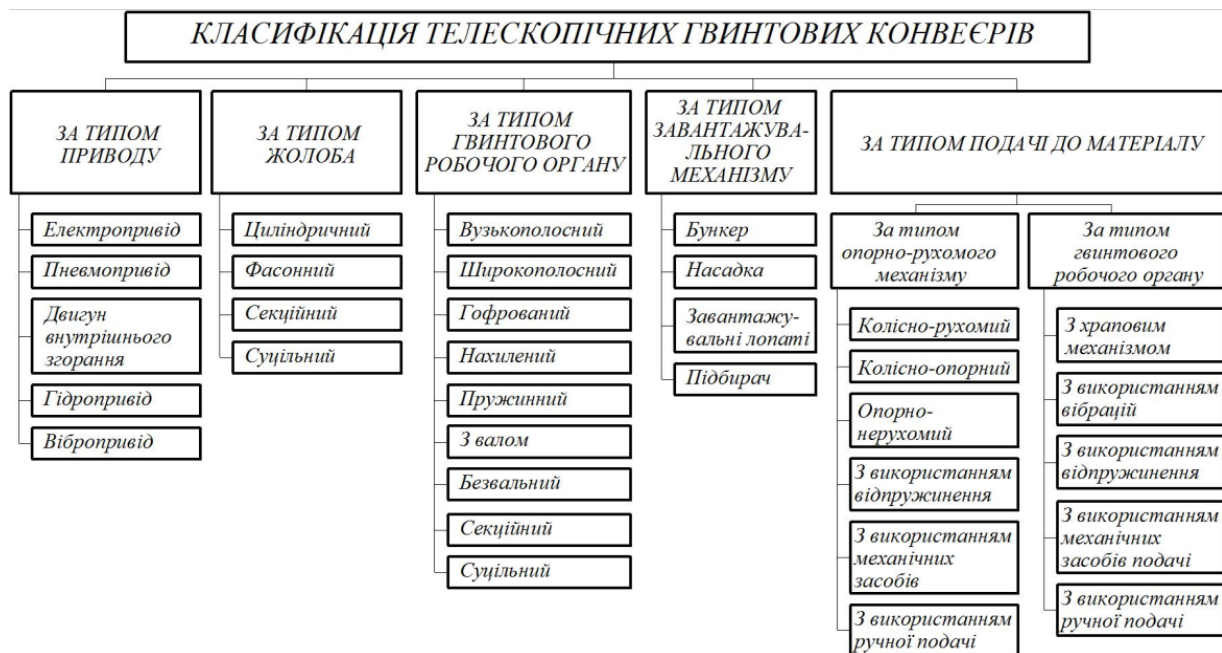 КЛАСИФІКАЦІЯ ТЕЛЕСКОПІЧНИХ ГВИНТОВИХ КОНВЕЄРІВ
ЗА ТИПОМ
ПРИВОДУ
Електропривід
Пневмопривід
Двигун
внутрішнього
згорання
Гідропривід
Вібропривід
ЗА ТИПОМ
ЖОЛОБА
Циліндричний
Фасонний
Секційний
Суцільний
ЗА ТИПОМ
ГВИНТОВОГО
РОБОЧОГО ОРГАНУ
Вузькополосний
Широкополосний
Гофрований
Нахилений
Пружинний
З валом
Безвальний
Секційний
Суцільний
ЗА ТИПОМ
ЗАВАНТАЖУВА-
ЛЬНОГО
МЕХАНІЗМУ
Бункер
Насадка
Завантажу-
вальні лопаті
Підбирач
ЗА ТИПОМ ПОДАЧІ ДО МАТЕРІАЛУ
За типом
опорно-рухомого
механізму
Колісно-рухомий
Колісно-опорний
Опорно-
нерухомий
З використанням
відпружинення
З використанням
механічних
засобів
З використанням
ручної подачі
За типом
гвинтового
робочого органу
З храповим
механізмом
З використанням
вібрацій
З використанням
відпружинення
З використанням
механічних
засобів подачі
З використанням
ручної подачі